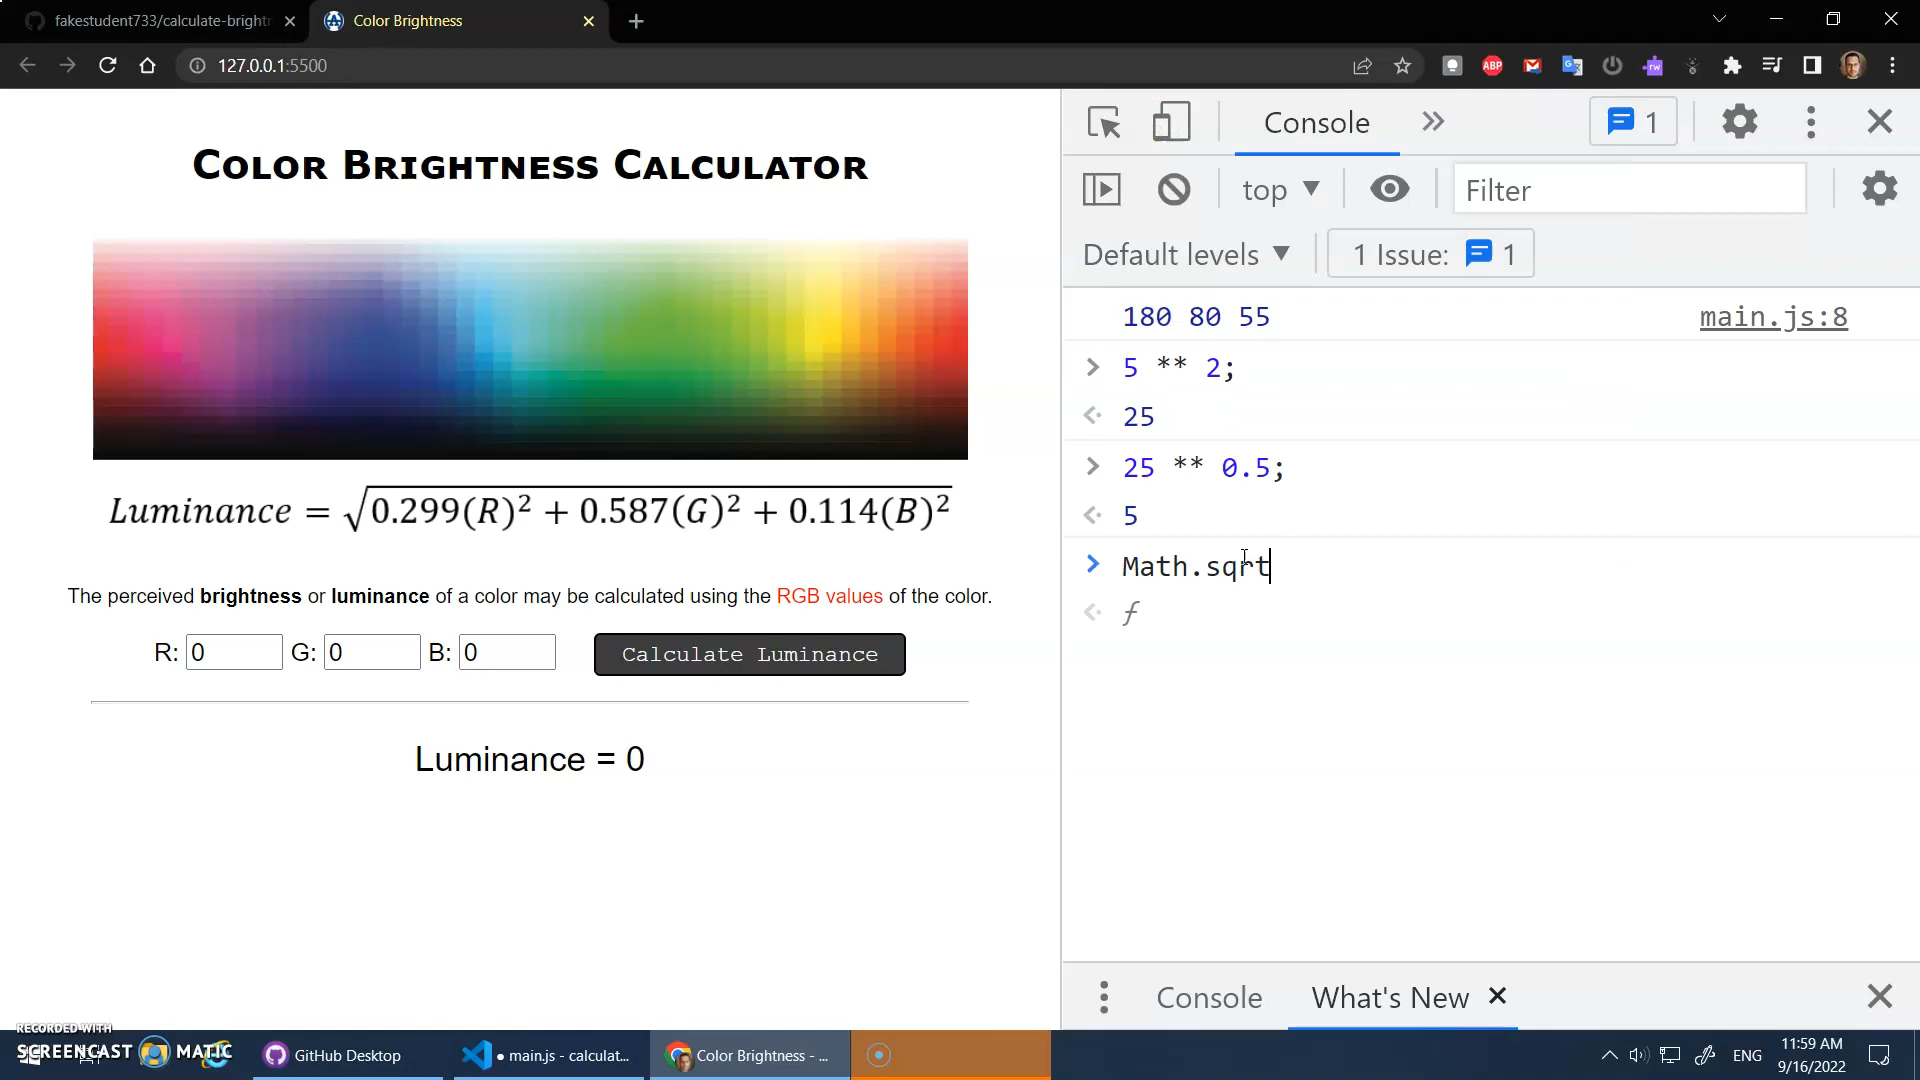 fakestudent733/calculate-brightn
Color Brightness
127.0.0.1:5500
ABP
Color Brightness Calculator
Luminance = √0.299(R)² + 0.587(G)² + 0.114(B)²
The perceived brightness or luminance of a color may be calculated using the RGB values of the color.
R: 0 G: 0 B: 0 Calculate Luminance
Luminance = 0
Console
1
top
Filter
Default levels
1 Issue: 1
180 80 55 main.js:8
5 ** 2;
25
25 ** 0.5;
5
Math.sqrt
ƒ
Console What's New
RECORDED WITH
SCREENCAST MATIC
GitHub Desktop
● main.js - calculat...
Color Brightness - ...
ENG
11:59 AM
9/16/2022